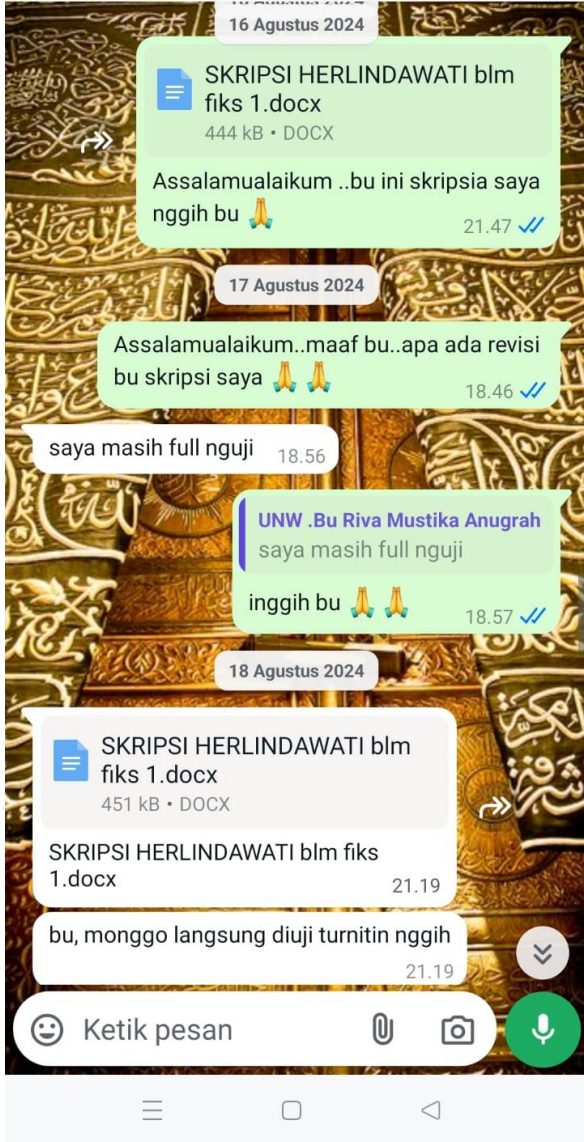 16 Agustus 2024
SKRIPSI HERLINDAWATI blm
fiks 1.docx
444 kB • DOCX
Assalamualaikum ..bu ini skripsia saya
nggih bu 🙏
21.47
17 Agustus 2024
Assalamualaikum..maaf bu..apa ada revisi
bu skripsi saya 🙏 🙏
18.46
saya masih full nguji 18.56
UNW .Bu Riva Mustika Anugrah
saya masih full nguji
inggih bu 🙏 🙏
18.57
18 Agustus 2024
SKRIPSI HERLINDAWATI blm
fiks 1.docx
451 kB • DOCX
SKRIPSI HERLINDAWATI blm fiks
1.docx
21.19
bu, monggo langsung diuji turnitin nggih
21.19
Ketik pesan